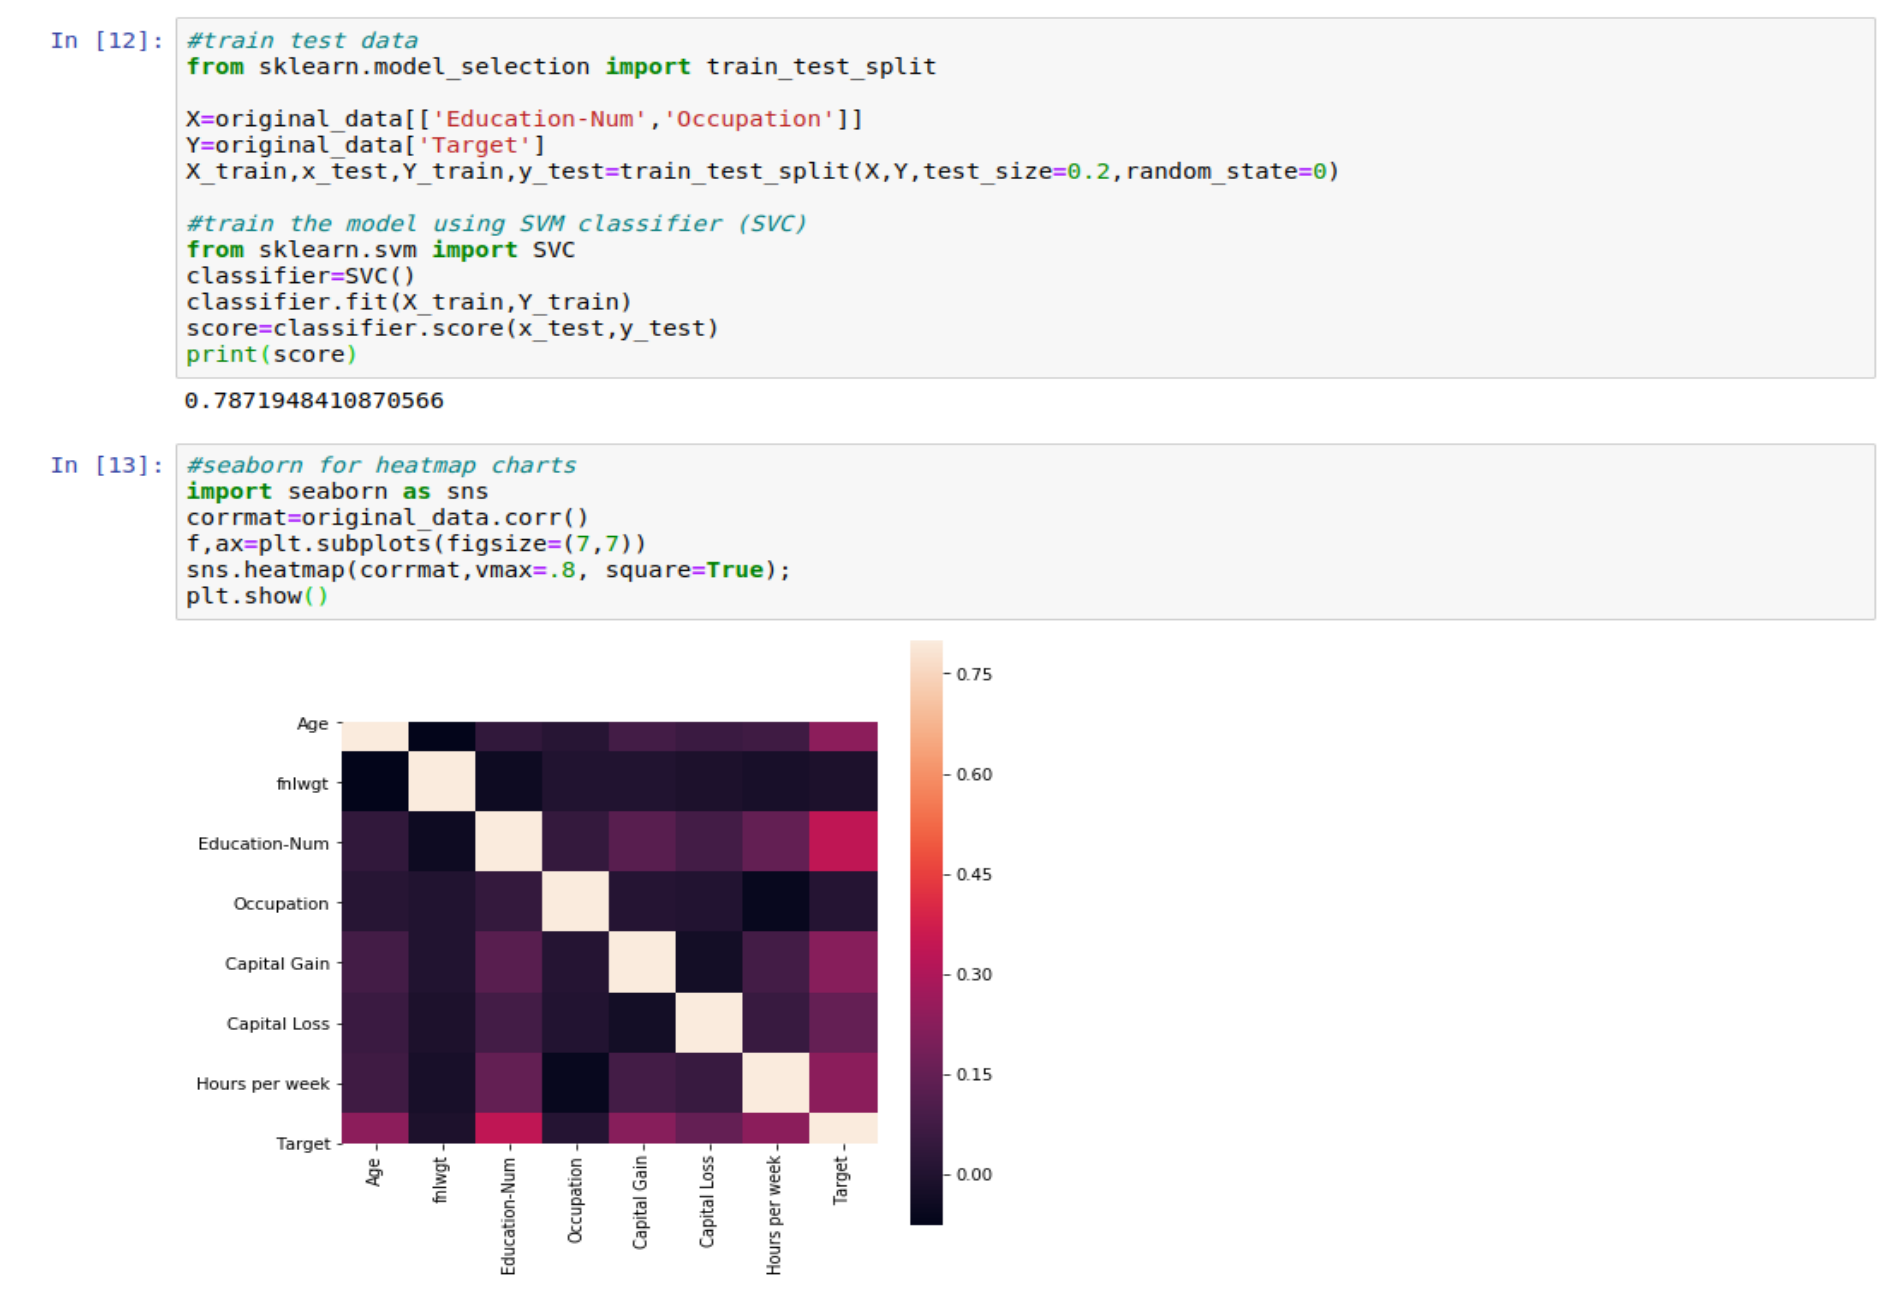 In [12]:
#train test data
from sklearn.model_selection import train_test_split
X=original_data[['Education-Num','Occupation']]
Y=original_data['Target']
X_train,x_test,Y_train,y_test=train_test_split(X,Y,test_size=0.2,random_state=0)
#train the model using SVM classifier (SVC)
from sklearn.svm import SVC
classifier=SVC()
classifier.fit(X_train,Y_train)
score=classifier.score(x_test,y_test)
print(score)
0.7871948410870566
In [13]:
#seaborn for heatmap charts
import seaborn as sns
corrmat=original_data.corr()
f,ax=plt.subplots(figsize=(7,7))
sns.heatmap(corrmat,vmax=.8, square=True);
plt.show()
Age
fnlwgt
Education-Num
Occupation
Capital Gain
Capital Loss
Hours per week
Target
Age
fnlwgt
Education-Num
Occupation
Capital Gain
Capital Loss
Hours per week
Target
0.75
0.60
0.45
0.30
0.15
0.00